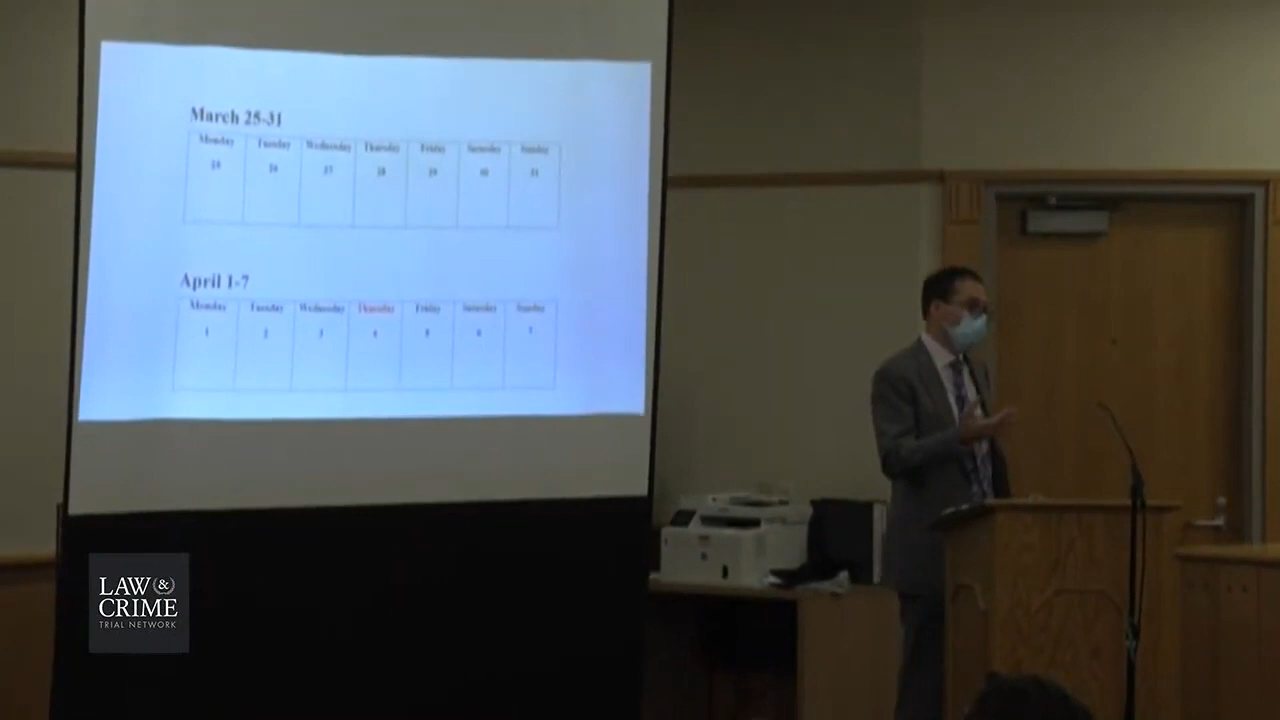 March 25-31
Monday Tuesday Wednesday Thursday Friday Saturday Sunday
25 26 27 28 29 30 31
April 1-7
Monday Tuesday Wednesday Thursday Friday Saturday Sunday
1 2 3 4 5 6 7
LAW &
CRIME
TRIAL NETWORK